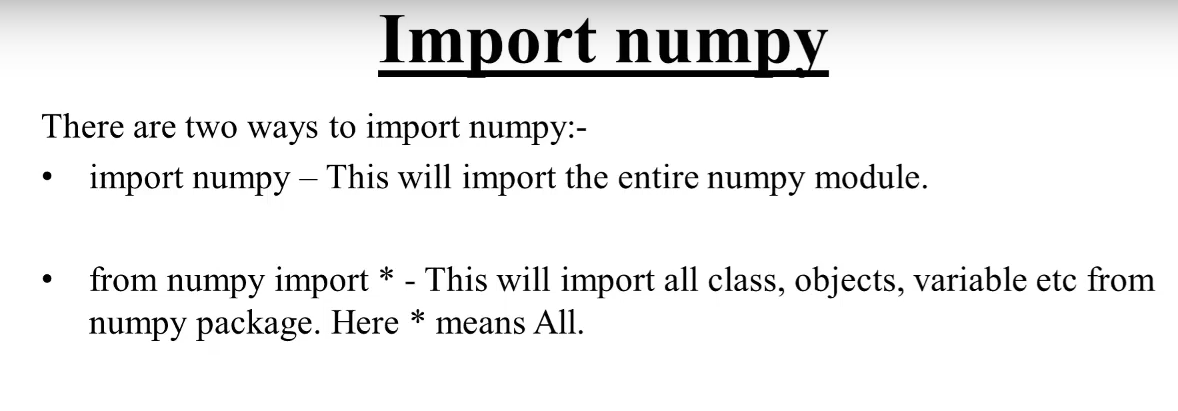 Import numpy
There are two ways to import numpy:-
• import numpy – This will import the entire numpy module.
• from numpy import * - This will import all class, objects, variable etc from
numpy package. Here * means All.